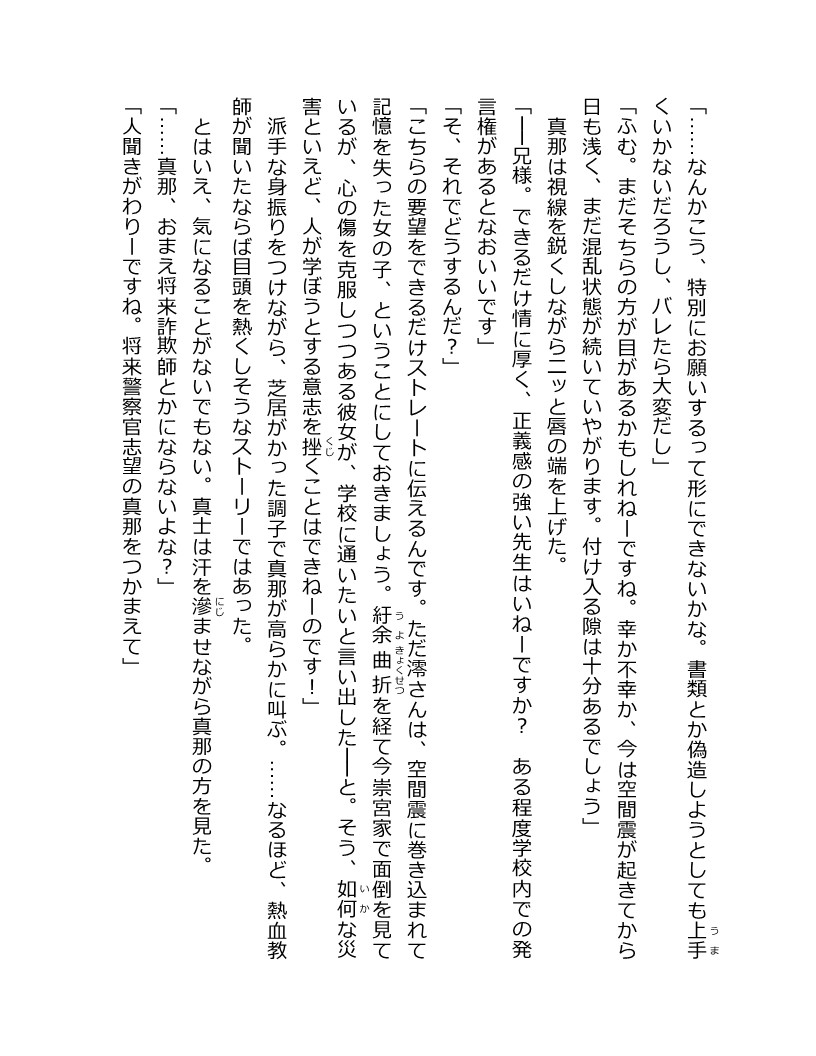 「……なんかこう、特別にお願いするって形にできないかな。書類とか偽造しようとしても上手
くいかないだろうし、バレたら大変だし」
「ふむ。まだそちらの方が目があるかもしれねーですね。幸か不幸か、今は空間震が起きてから
日も浅く、まだ混乱状態が続いていやがります。付け入る隙は十分あるでしょう」
　真那は視線を鋭くしながらニッと唇の端を上げた。
「――兄様。できるだけ情に厚く、正義感の強い先生はいねーですか？　ある程度学校内での発
言権があるとなおいいです」
「そ、それでどうするんだ？」
「こちらの要望をできるだけストレートに伝えるんです。ただ澪さんは、空間震に巻き込まれて
記憶を失った女の子、ということにしておきましょう。紆余曲折を経て今崇宮家で面倒を見て
いるが、心の傷を克服しつつある彼女が、学校に通いたいと言い出した――と。そう、如何な災
害といえど、人が学ぼうとする意志を挫くことはできねーのです！」
　派手な身振りをつけながら、芝居がかった調子で真那が高らかに叫ぶ。……なるほど、熱血教
師が聞いたならば目頭を熱くしそうなストーリーではあった。
　とはいえ、気になることがないでもない。真士は汗を滲ませながら真那の方を見た。
「……真那、おまえ将来詐欺師とかにならないよな？」
「人聞きがわりーですね。将来警察官志望の真那をつかまえて」